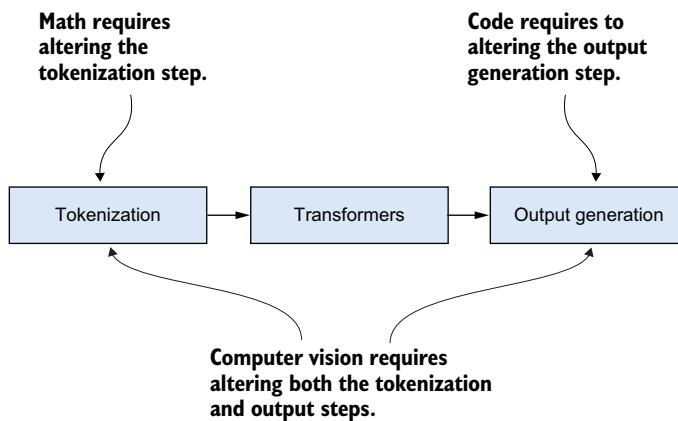 Math requires
altering the
tokenization step.
Code requires to
altering the output
generation step.
Tokenization
Transformers
Output generation
Computer vision requires
altering both the tokenization
and output steps.